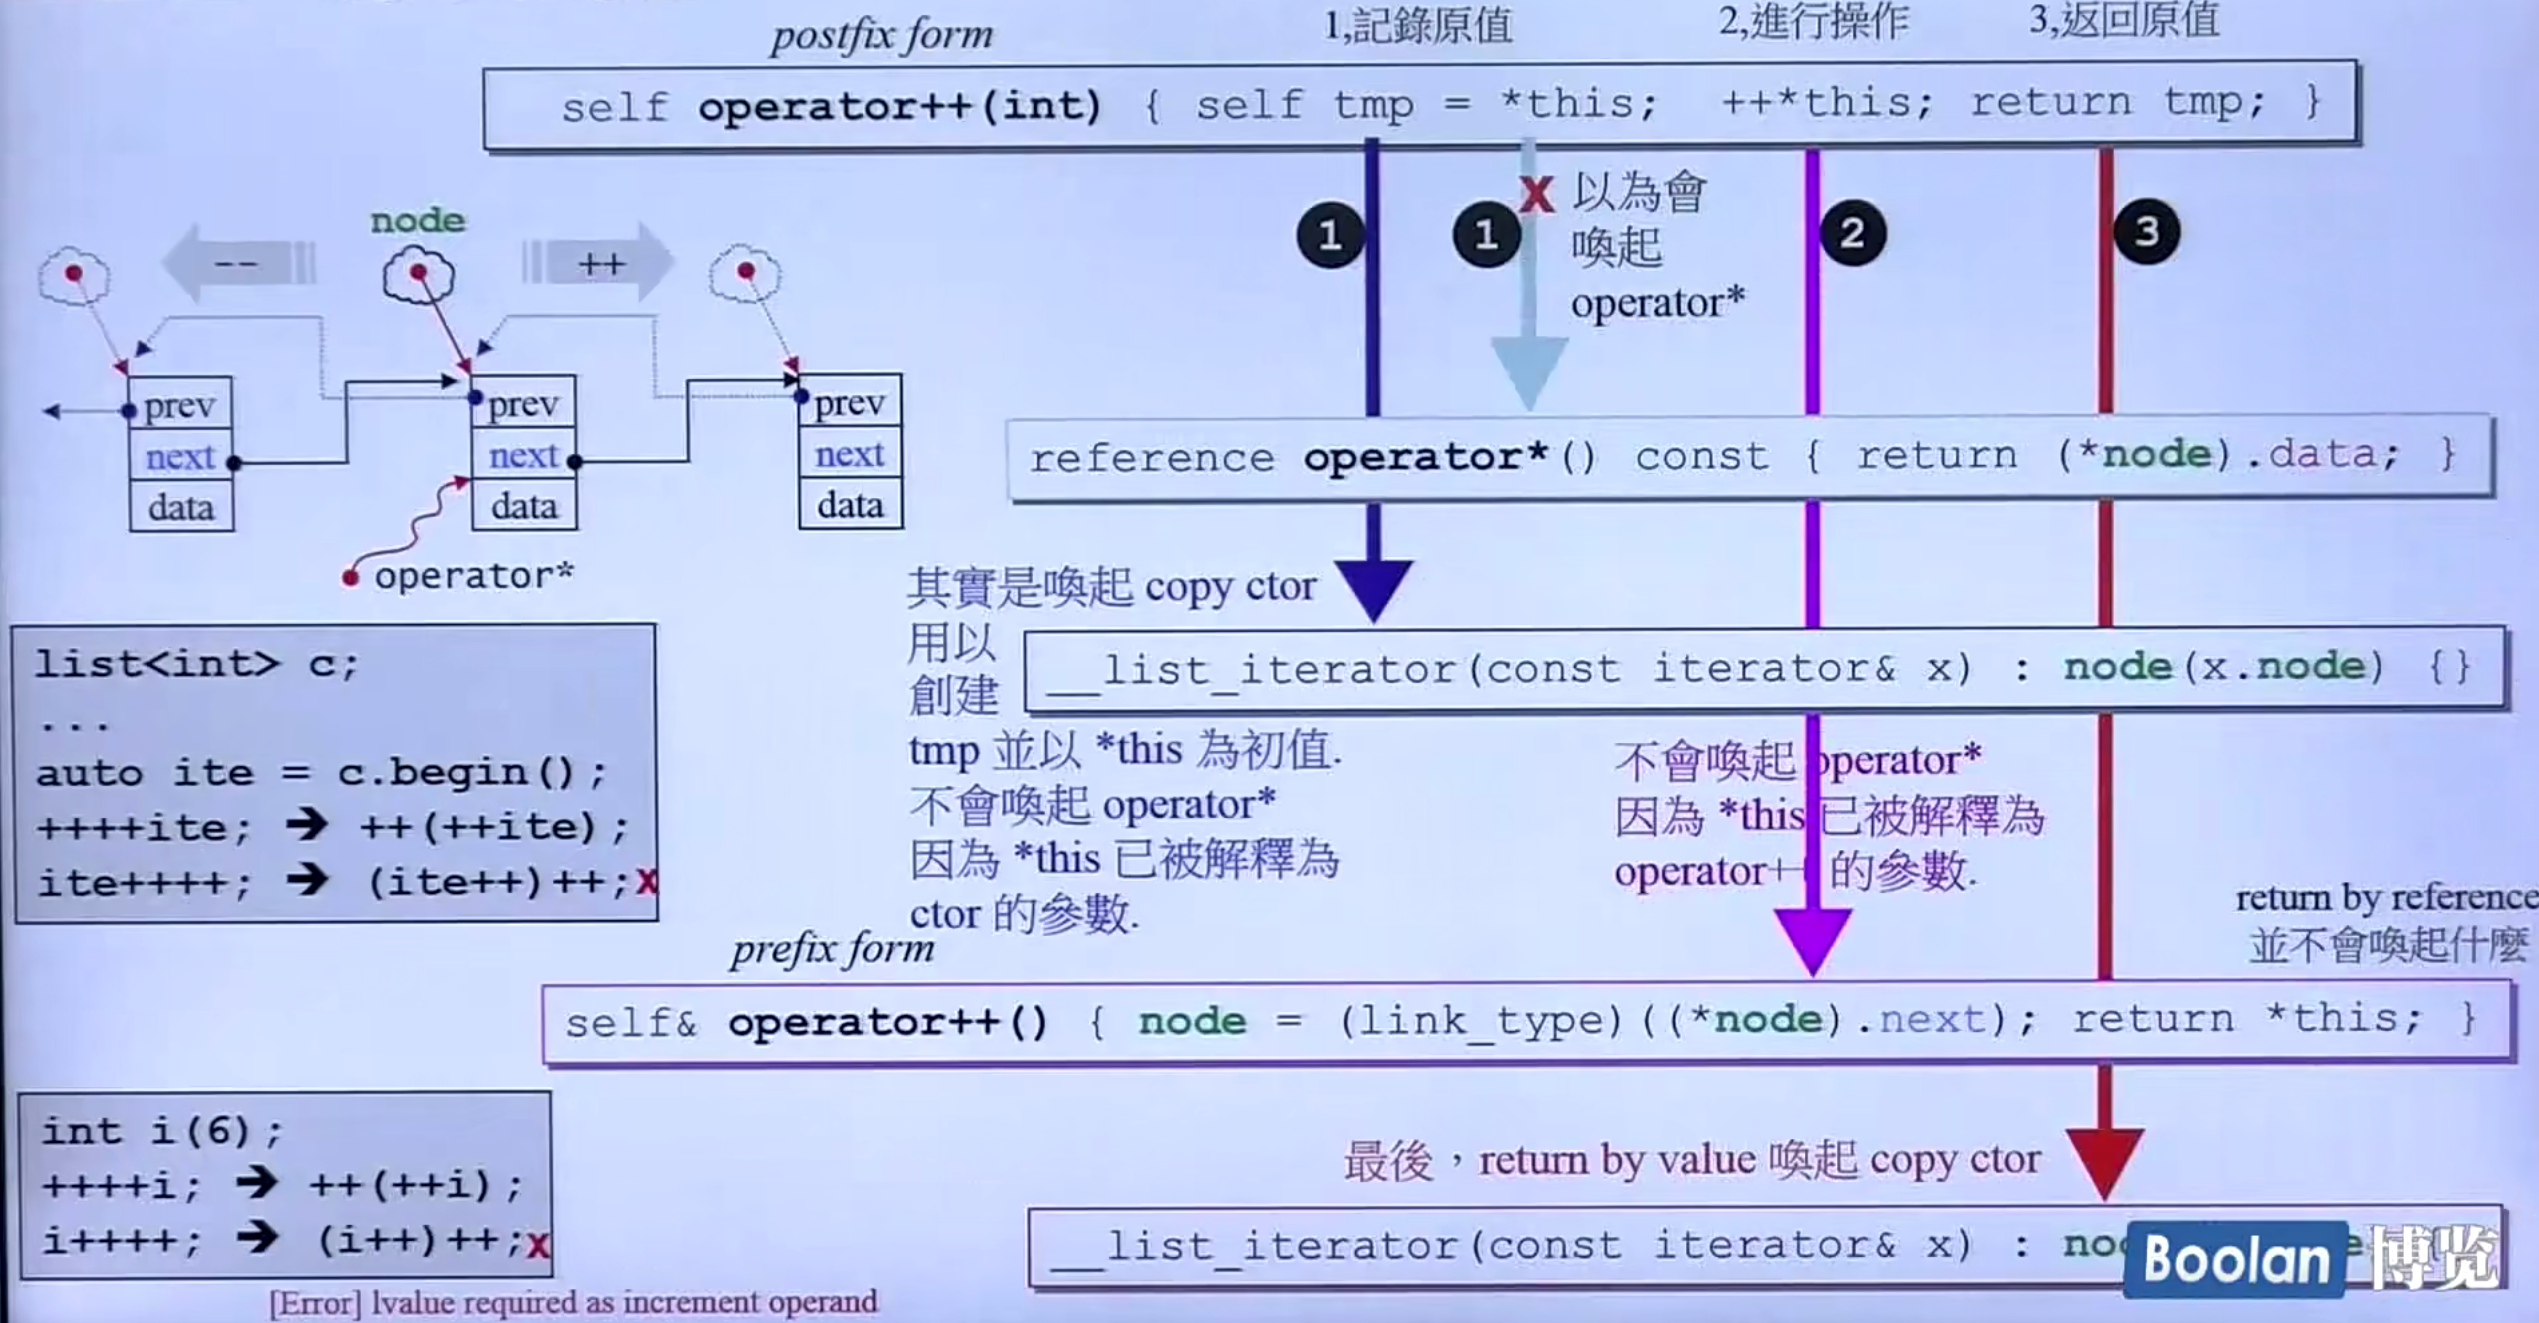 postfix form
1,記錄原值
2,進行操作
3,返回原值
self operator++(int) { self tmp = *this; ++*this; return tmp; }
node
--
++
prev
next
data
prev
next
data
prev
next
data
operator*
1
1
x
以為會
喚起
operator*
2
3
reference operator*() const { return (*node).data; }
其實是喚起 copy ctor
用以
創建
tmp 並以 *this 為初值.
不會喚起 operator*
因為 *this 已被解釋為
ctor 的參數.
__list_iterator(const iterator& x) : node(x.node) {}
不會喚起 operator*
因為 *this 已被解釋為
operator++ 的參數.
list<int> c;
...
auto ite = c.begin();
++++ite; ➔ ++(++ite);
ite++++; ➔ (ite++)++;x
return by reference
並不會喚起什麼
prefix form
self& operator++() { node = (link_type)((*node).next); return *this; }
int i(6);
++++i; ➔ ++(++i);
i++++; ➔ (i++)++;x
[Error] lvalue required as increment operand
最後，return by value 喚起 copy ctor
__list_iterator(const iterator& x) :
Boolan 博览